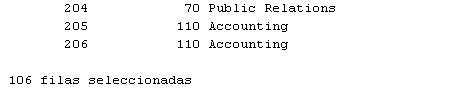 204 70 Public Relations
205 110 Accounting
206 110 Accounting
106 filas seleccionadas